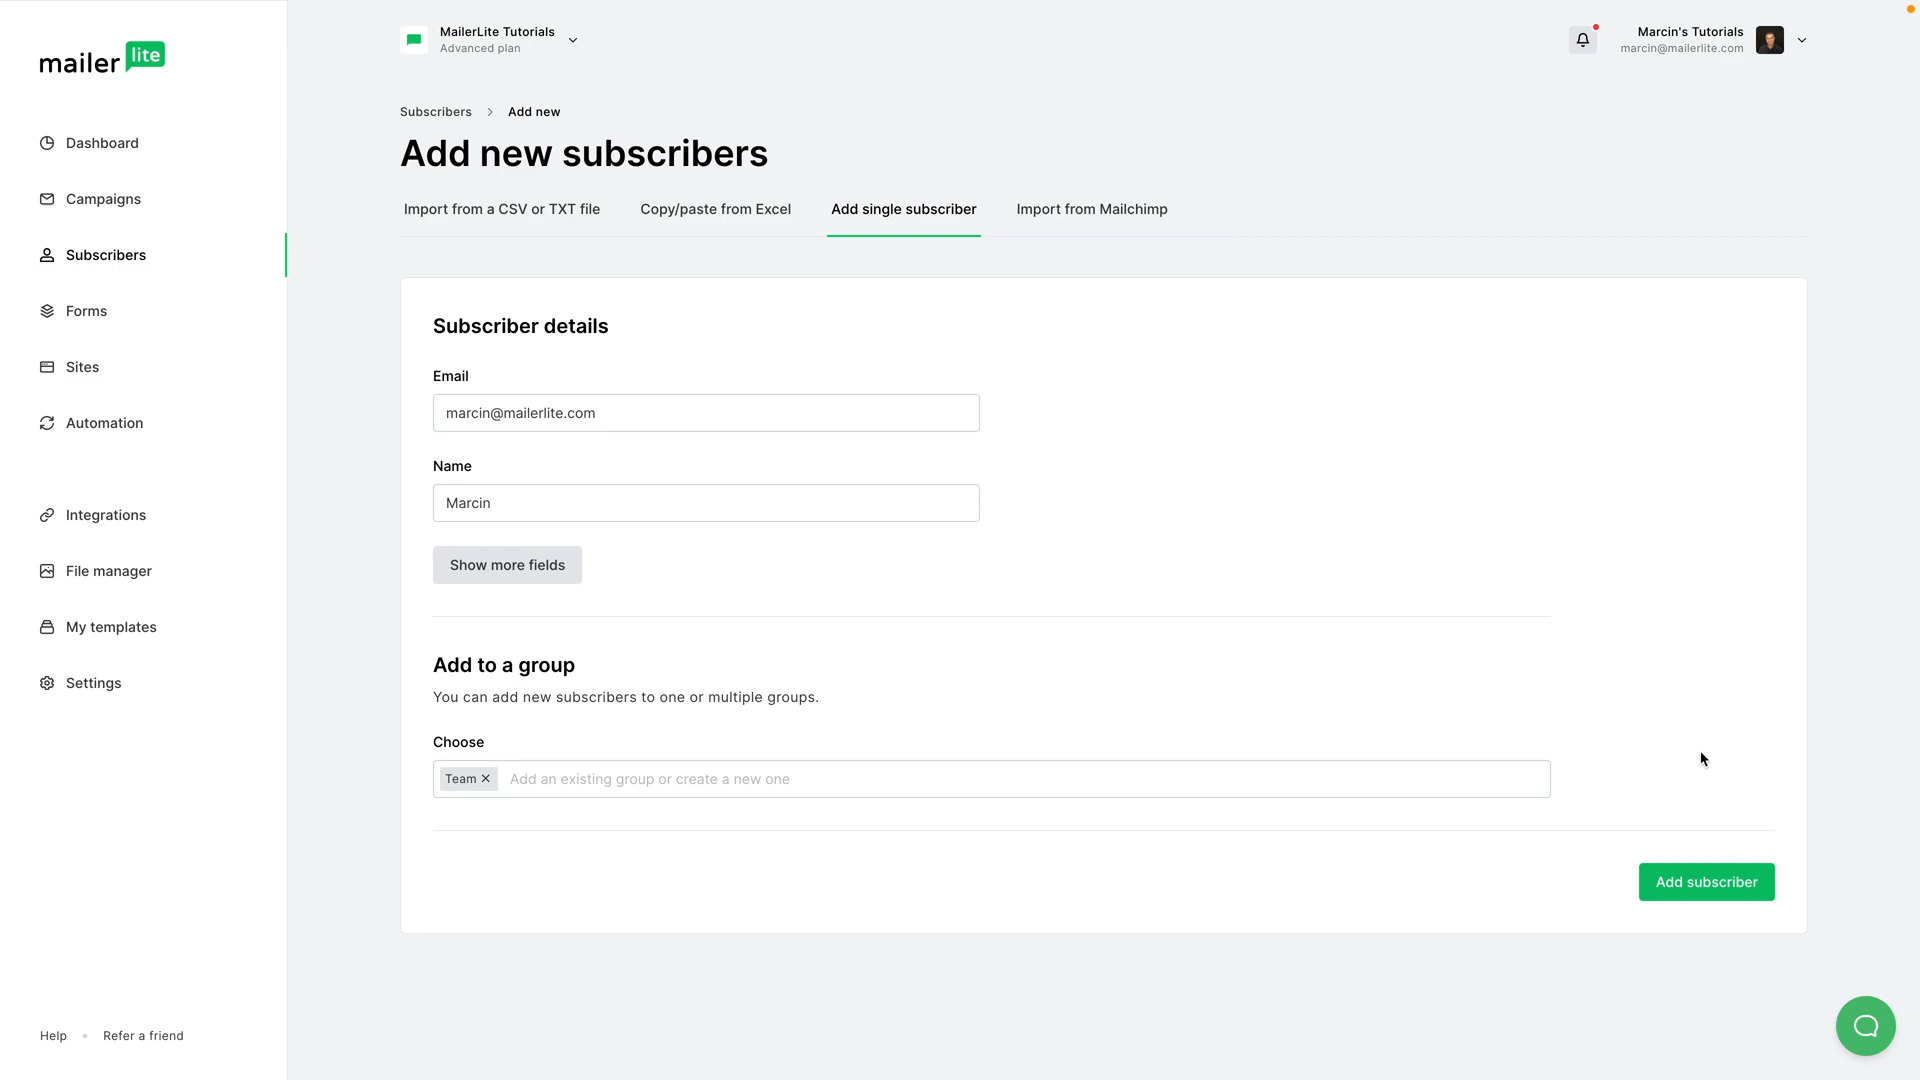 mailer lite
Dashboard
Campaigns
Subscribers
Forms
Sites
Automation
Integrations
File manager
My templates
Settings
Help • Refer a friend
MailerLite Tutorials
Advanced plan
Marcin's Tutorials
marcin@mailerlite.com
Subscribers > Add new
Add new subscribers
Import from a CSV or TXT file Copy/paste from Excel Add single subscriber Import from Mailchimp
Subscriber details
Email
marcin@mailerlite.com
Name
Marcin
Show more fields
Add to a group
You can add new subscribers to one or multiple groups.
Choose
Team × Add an existing group or create a new one
Add subscriber